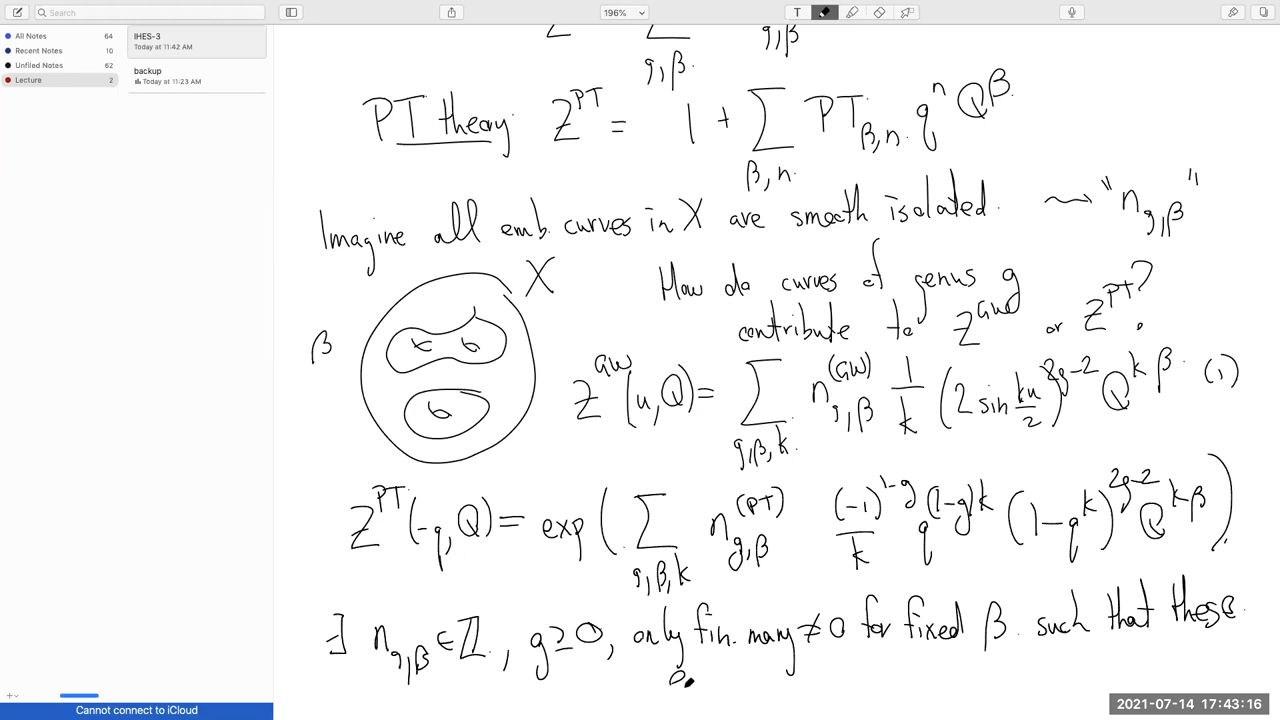 Search
196%
T
All Notes 64
Recent Notes 10
Unfiled Notes 62
Lecture 2
IHES-3
Today at 11:42 AM
backup
Today at 11:23 AM
Cannot connect to iCloud
g,β. g,β
PT theory. Z^{PT} = 1 + ∑_{β,n.} PT_{β,n.} q^n Q^β.
Imagine all emb. curves in X are smooth isolated. ⇝ "n_{g,β}"
X
β
How do curves of genus g
contribute to Z^{GW} or Z^{PT}?
Z^{GW}(u,Q) = ∑_{g,β,k.} n_{g,β}^{(GW)} 1/k (2 sin ku/2)^{2g-2} Q^{kβ}. (1)
Z^{PT}(-q,Q) = exp(∑_{g,β,k} n_{g,β}^{(PT)} (-1)^{1-g}/k q^{(1-g)k} (1-q^k)^{2g-2} Q^{k·β}).
∃ n_{g,β} ∈ ℤ., g≥0, only fin. many ≠0 for fixed β. such that these
2021-07-14 17:43:16